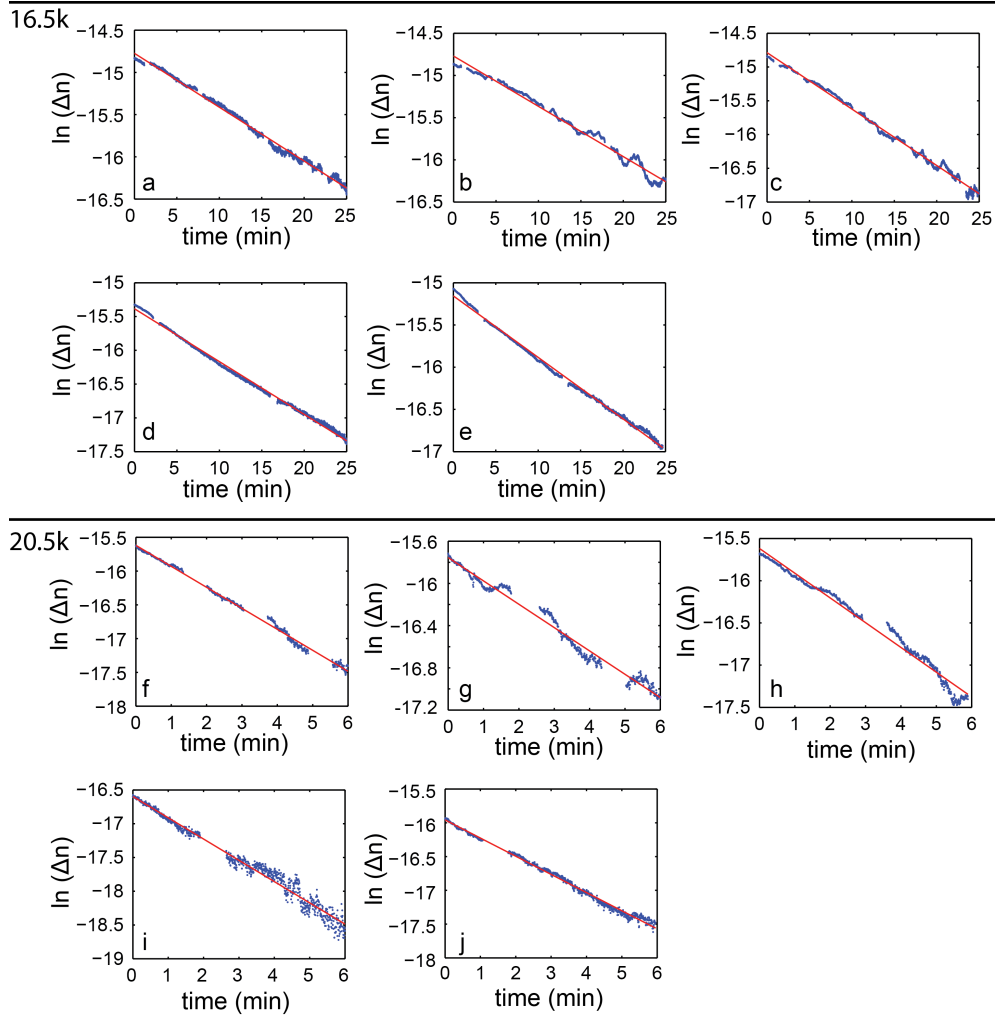 16.5k
−14.5
−15
−15.5
−16
−16.5
ln (Δn)
a
0 5 10 15 20 25
time (min)
−14.5
−15
−15.5
−16
−16.5
ln (Δn)
b
0 5 10 15 20 25
time (min)
−14.5
−15
−15.5
−16
−16.5
−17
ln (Δn)
c
0 5 10 15 20 25
time (min)
−15
−15.5
−16
−16.5
−17
−17.5
ln (Δn)
d
0 5 10 15 20 25
time (min)
−15
−15.5
−16
−16.5
−17
ln (Δn)
e
0 5 10 15 20 25
time (min)
20.5k
−15.5
−16
−16.5
−17
−17.5
−18
ln (Δn)
f
0 1 2 3 4 5 6
time (min)
−15.6
−16
−16.4
−16.8
-17.2
ln (Δn)
g
0 1 2 3 4 5 6
time (min)
−15.5
−16
−16.5
−17
−17.5
ln (Δn)
h
0 1 2 3 4 5 6
time (min)
−16.5
−17
−17.5
−18
−18.5
−19
ln (Δn)
i
0 1 2 3 4 5 6
time (min)
−15.5
−16
−16.5
−17
−17.5
−18
ln (Δn)
j
0 1 2 3 4 5 6
time (min)